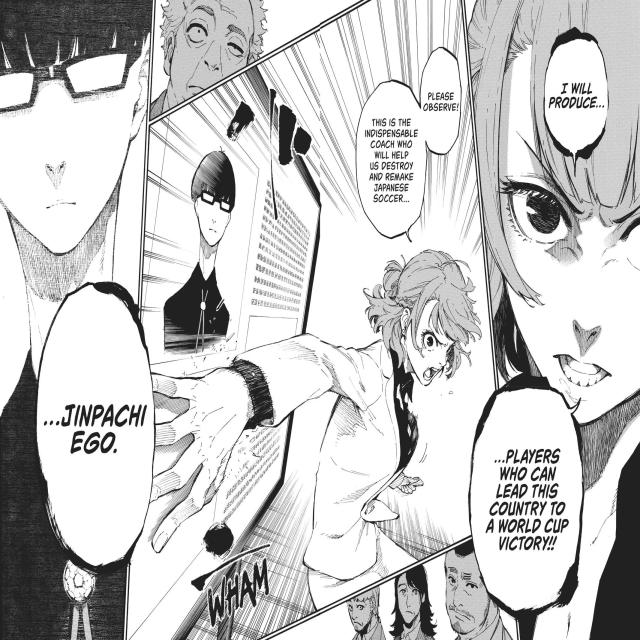 I WILL
PRODUCE...
...PLAYERS
WHO CAN
LEAD THIS
COUNTRY TO
A WORLD CUP
VICTORY!!
PLEASE
OBSERVE!
THIS IS THE
INDISPENSABLE
COACH WHO
WILL HELP
US DESTROY
AND REMAKE
JAPANESE
SOCCER...
WHAM
...JINPACHI
EGO.